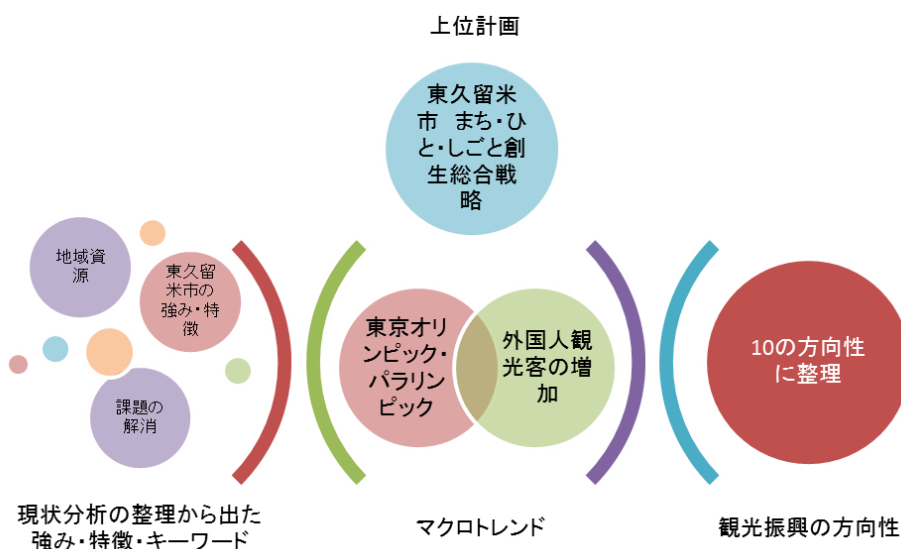 上位計画
東久留米
市　まち・ひ
と・しごと創
生総合戦
略
地域資
源
東久留
米市の
強み・特
徴
課題の
解消
東京オリ
ンピック・
パラリン
ピック
外国人観
光客の増
加
10の方向性
に整理
現状分析の整理から出た
強み・特徴・キーワード
マクロトレンド
観光振興の方向性